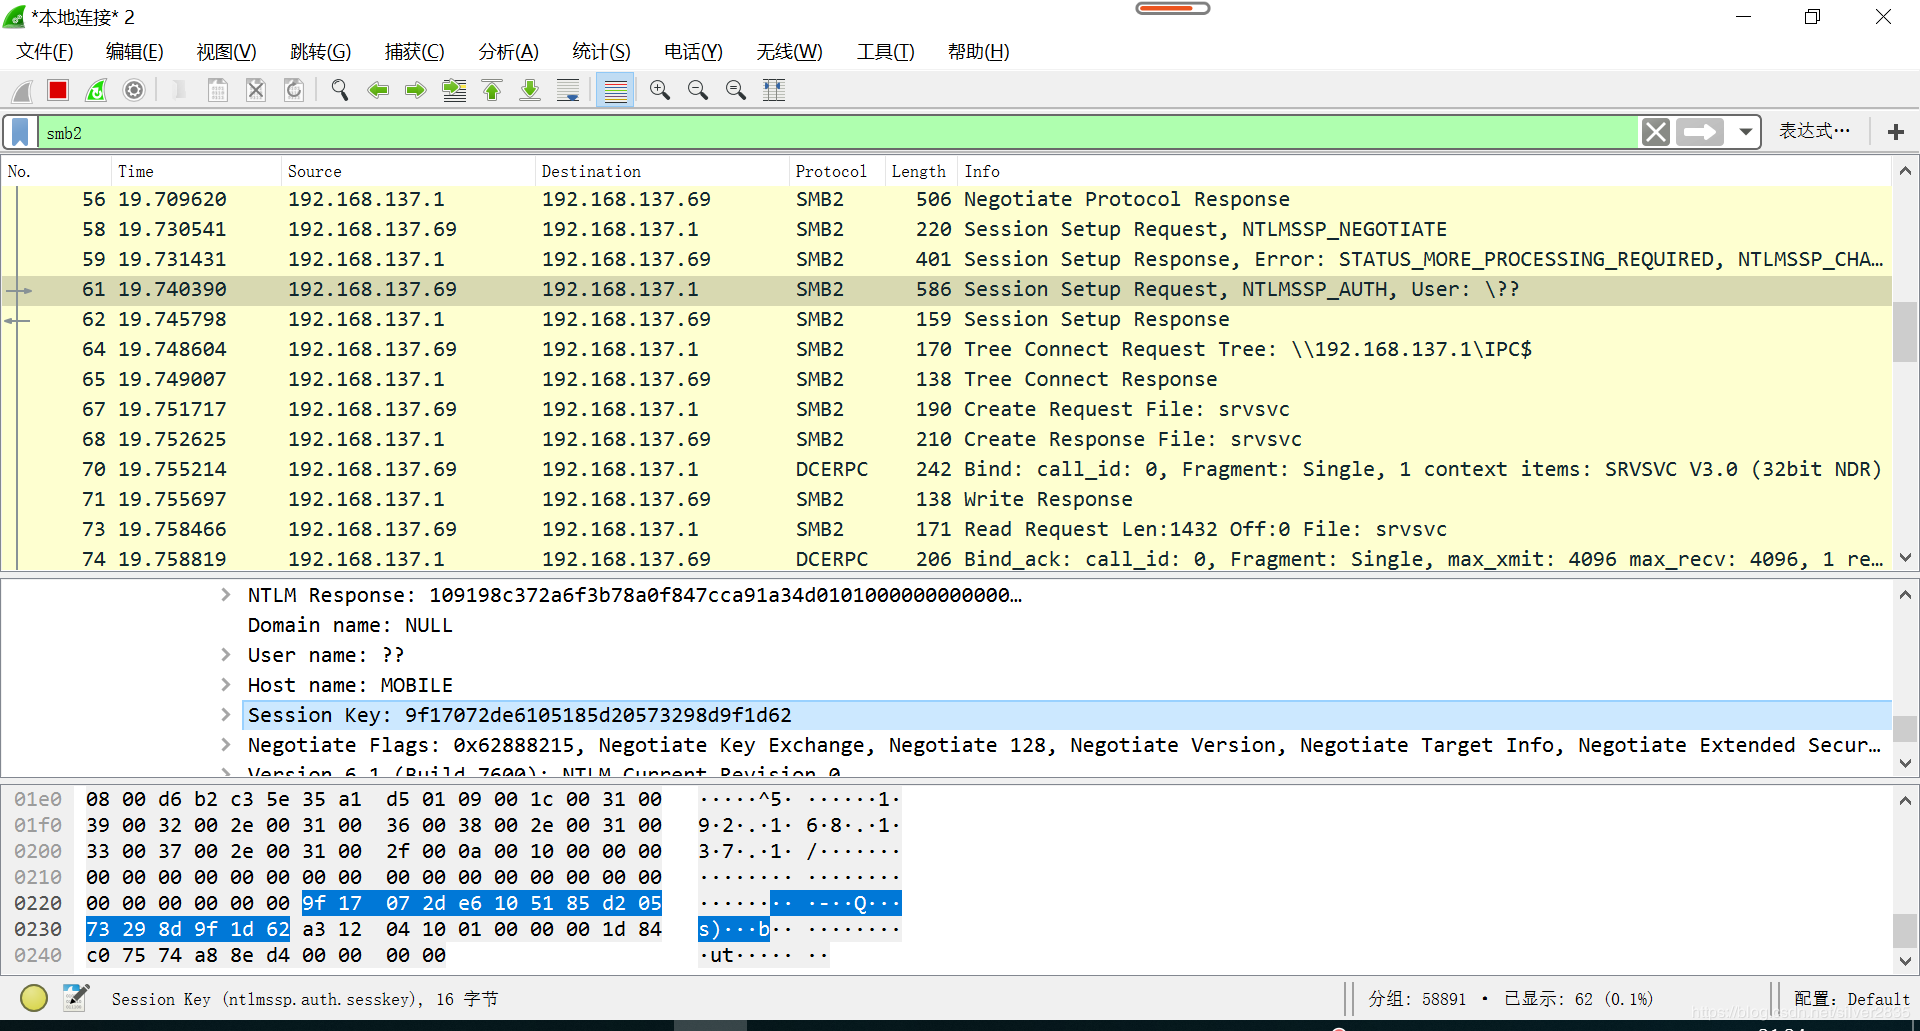 *本地连接* 2
文件(F) 编辑(E) 视图(V) 跳转(G) 捕获(C) 分析(A) 统计(S) 电话(Y) 无线(W) 工具(T) 帮助(H)
smb2 表达式…
No. Time Source Destination Protocol Length Info
56 19.709620 192.168.137.1 192.168.137.69 SMB2 506 Negotiate Protocol Response
58 19.730541 192.168.137.69 192.168.137.1 SMB2 220 Session Setup Request, NTLMSSP_NEGOTIATE
59 19.731431 192.168.137.1 192.168.137.69 SMB2 401 Session Setup Response, Error: STATUS_MORE_PROCESSING_REQUIRED, NTLMSSP_CHA…
61 19.740390 192.168.137.69 192.168.137.1 SMB2 586 Session Setup Request, NTLMSSP_AUTH, User: \??
62 19.745798 192.168.137.1 192.168.137.69 SMB2 159 Session Setup Response
64 19.748604 192.168.137.69 192.168.137.1 SMB2 170 Tree Connect Request Tree: \\192.168.137.1\IPC$
65 19.749007 192.168.137.1 192.168.137.69 SMB2 138 Tree Connect Response
67 19.751717 192.168.137.69 192.168.137.1 SMB2 190 Create Request File: srvsvc
68 19.752625 192.168.137.1 192.168.137.69 SMB2 210 Create Response File: srvsvc
70 19.755214 192.168.137.69 192.168.137.1 DCERPC 242 Bind: call_id: 0, Fragment: Single, 1 context items: SRVSVC V3.0 (32bit NDR)
71 19.755697 192.168.137.1 192.168.137.69 SMB2 138 Write Response
73 19.758466 192.168.137.69 192.168.137.1 SMB2 171 Read Request Len:1432 Off:0 File: srvsvc
74 19.758819 192.168.137.1 192.168.137.69 DCERPC 206 Bind_ack: call_id: 0, Fragment: Single, max_xmit: 4096 max_recv: 4096, 1 re…
NTLM Response: 109198c372a6f3b78a0f847cca91a34d0101000000000000…
Domain name: NULL
User name: ??
Host name: MOBILE
Session Key: 9f17072de6105185d20573298d9f1d62
Negotiate Flags: 0x62888215, Negotiate Key Exchange, Negotiate 128, Negotiate Version, Negotiate Target Info, Negotiate Extended Secur…
Version 6.1 (Build 7600); NTLM Current Revision 0
01e0 08 00 d6 b2 c3 5e 35 a1 d5 01 09 00 1c 00 31 00 ·····^5· ······1·
01f0 39 00 32 00 2e 00 31 00 36 00 38 00 2e 00 31 00 9·2·.·1· 6·8·.·1·
0200 33 00 37 00 2e 00 31 00 2f 00 0a 00 10 00 00 00 3·7·.·1· /·······
0210 00 00 00 00 00 00 00 00 00 00 00 00 00 00 00 00 ········ ········
0220 00 00 00 00 00 00 9f 17 07 2d e6 10 51 85 d2 05 ········ ·-··Q···
0230 73 29 8d 9f 1d 62 a3 12 04 10 01 00 00 00 1d 84 s)···b·· ········
0240 c0 75 74 a8 8e d4 00 00 00 00 ·ut····· ··
Session Key (ntlmssp.auth.sesskey), 16 字节 分组: 58891 · 已显示: 62 (0.1%) 配置: Default
https://blog.csdn.net/silver2835